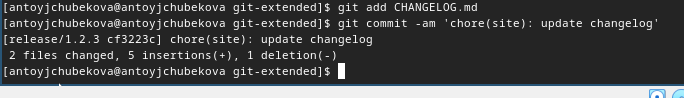 [antoyjchubekova@antoyjchubekova git-extended]$ git add CHANGELOG.md
[antoyjchubekova@antoyjchubekova git-extended]$ git commit -am 'chore(site): update changelog'
[release/1.2.3 cf3223c] chore(site): update changelog
 2 files changed, 5 insertions(+), 1 deletion(-)
[antoyjchubekova@antoyjchubekova git-extended]$